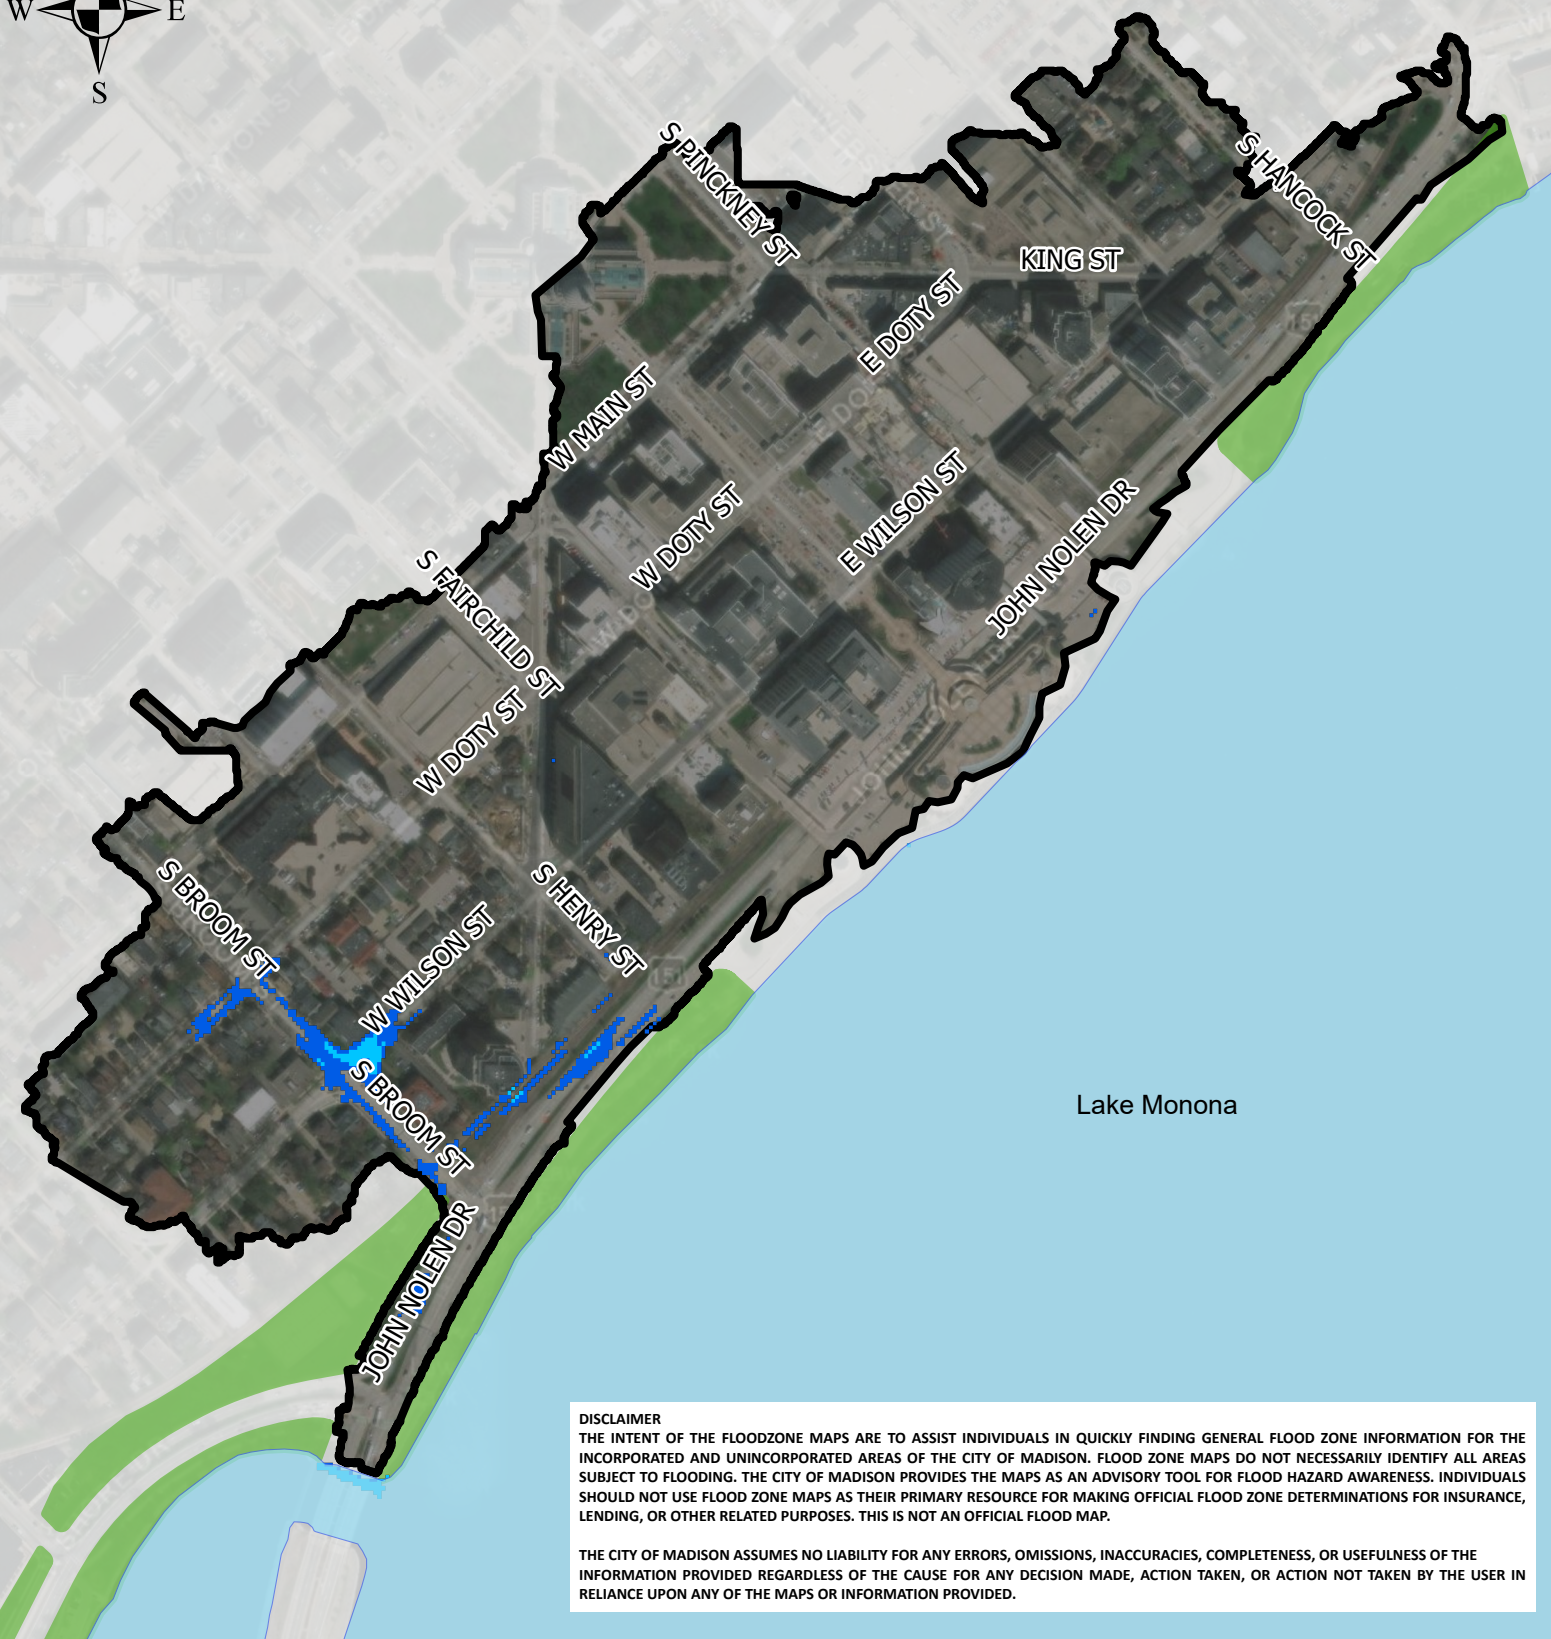 W E
S
S PINCKNEY ST
S HANCOCK ST
KING ST
E DOTY ST
W MAIN ST
E WILSON ST
W DOTY ST
JOHN NOLEN DR
S FAIRCHILD ST
W DOTY ST
S BROOM ST
S HENRY ST
W WILSON ST
151
S BROOM ST
JOHN NOLEN DR
Lake Monona
DISCLAIMER
THE INTENT OF THE FLOODZONE MAPS ARE TO ASSIST INDIVIDUALS IN QUICKLY FINDING GENERAL FLOOD ZONE INFORMATION FOR THE
INCORPORATED AND UNINCORPORATED AREAS OF THE CITY OF MADISON. FLOOD ZONE MAPS DO NOT NECESSARILY IDENTIFY ALL AREAS
SUBJECT TO FLOODING. THE CITY OF MADISON PROVIDES THE MAPS AS AN ADVISORY TOOL FOR FLOOD HAZARD AWARENESS. INDIVIDUALS
SHOULD NOT USE FLOOD ZONE MAPS AS THEIR PRIMARY RESOURCE FOR MAKING OFFICIAL FLOOD ZONE DETERMINATIONS FOR INSURANCE,
LENDING, OR OTHER RELATED PURPOSES. THIS IS NOT AN OFFICIAL FLOOD MAP.
THE CITY OF MADISON ASSUMES NO LIABILITY FOR ANY ERRORS, OMISSIONS, INACCURACIES, COMPLETENESS, OR USEFULNESS OF THE
INFORMATION PROVIDED REGARDLESS OF THE CAUSE FOR ANY DECISION MADE, ACTION TAKEN, OR ACTION NOT TAKEN BY THE USER IN
RELIANCE UPON ANY OF THE MAPS OR INFORMATION PROVIDED.